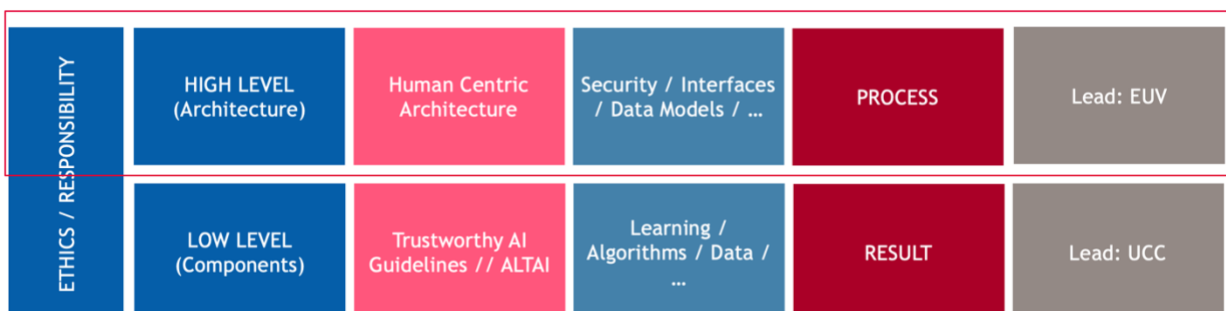 ETHICS / RESPONSIBILITY
HIGH LEVEL
(Architecture)
Human Centric
Architecture
Security / Interfaces
/ Data Models / ...
PROCESS
Lead: EUV
LOW LEVEL
(Components)
Trustworthy AI
Guidelines // ALTAI
Learning /
Algorithms / Data /
...
RESULT
Lead: UCC